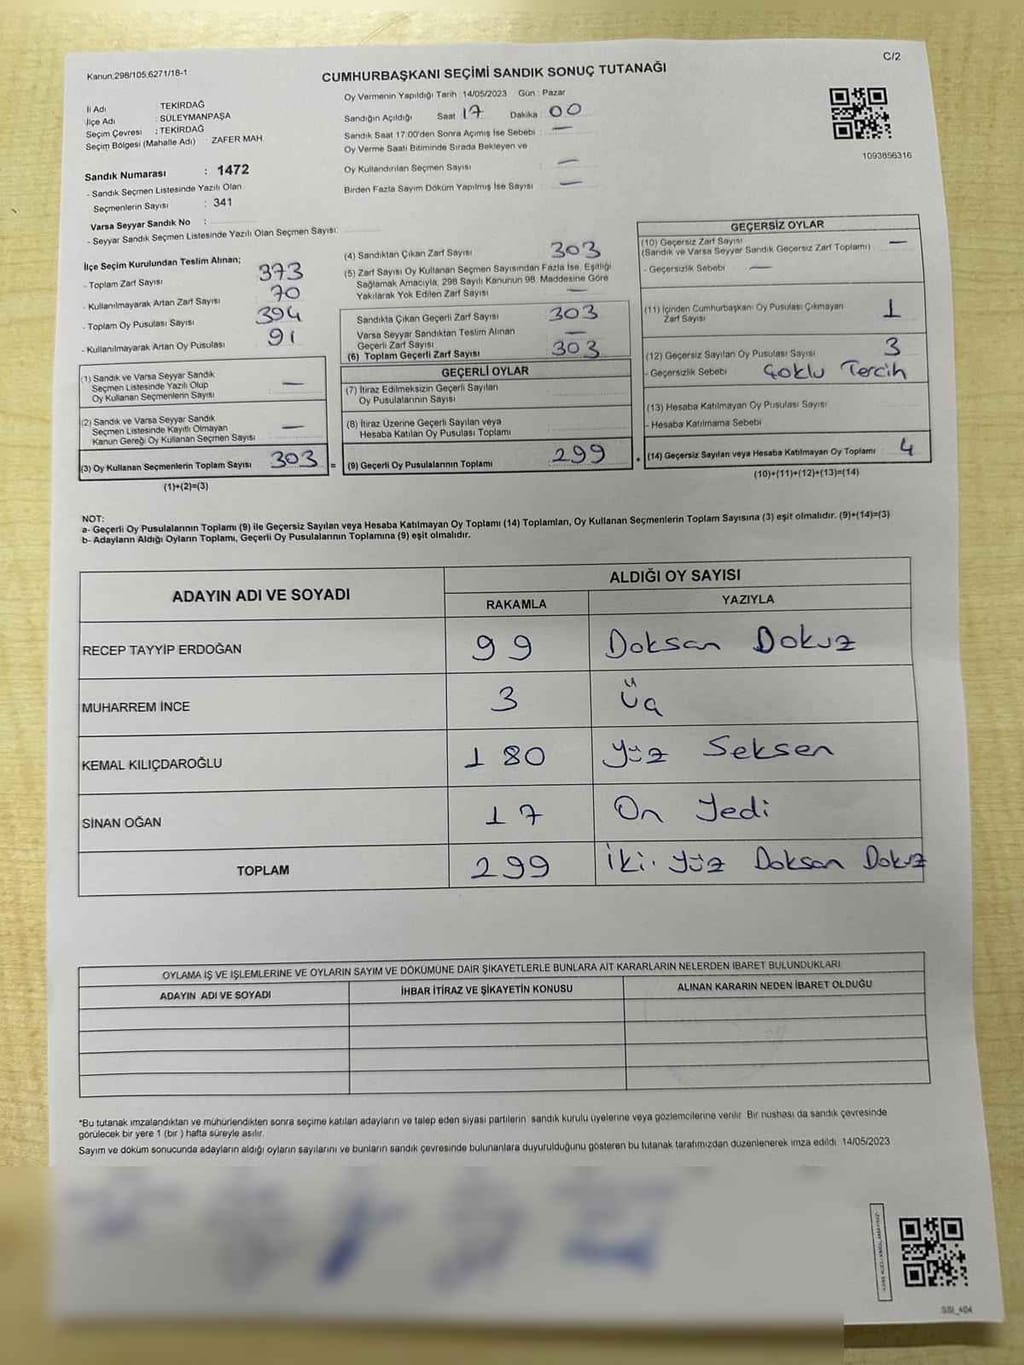 Kanun 298/105.6271/18-1
C/2
CUMHURBAŞKANI SEÇİMİ SANDIK SONUÇ TUTANAĞI
İl Adı : TEKİRDAĞ
İlçe Adı : SÜLEYMANPAŞA
Seçim Çevresi : TEKİRDAĞ
Seçim Bölgesi (Mahalle Adı) : ZAFER MAH.
Sandık Numarası : 1472
- Sandık Seçmen Listesinde Yazılı Olan
Seçmenlerin Sayısı : 341
Varsa Seyyar Sandık No :
- Seyyar Sandık Seçmen Listesinde Yazılı Olan Seçmen Sayısı:
Oy Vermenin Yapıldığı Tarih : 14/05/2023 Gün : Pazar
Sandığın Açıldığı Saat 17 Dakika 00
Sandık Saat 17:00'den Sonra Açılmış İse Sebebi : —
Oy Verme Saati Bitiminde Sırada Bekleyen ve
Oy Kullandırılan Seçmen Sayısı : —
Birden Fazla Sayım Döküm Yapılmış İse Sayısı : —
1093856316
İlçe Seçim Kurulundan Teslim Alınan;
- Toplam Zarf Sayısı 373
- Kullanılmayarak Artan Zarf Sayısı 70
- Toplam Oy Pusulası Sayısı 394
- Kullanılmayarak Artan Oy Pusulası 91
(1) Sandık ve Varsa Seyyar Sandık
Seçmen Listesinde Yazılı Olup
Oy Kullanan Seçmenlerin Sayısı —
(2) Sandık ve Varsa Seyyar Sandık
Seçmen Listesinde Kayıtlı Olmayan
Kanun Gereği Oy Kullanan Seçmen Sayısı —
(3) Oy Kullanan Seçmenlerin Toplam Sayısı 303 =
(1)+(2)=(3)
(4) Sandıktan Çıkan Zarf Sayısı 303
(5) Zarf Sayısı Oy Kullanan Seçmen Sayısından Fazla İse, Eşitliği
Sağlamak Amacıyla, 298 Sayılı Kanunun 98. Maddesine Göre
Yakılarak Yok Edilen Zarf Sayısı —
Sandıkta Çıkan Geçerli Zarf Sayısı 303
Varsa Seyyar Sandıktan Teslim Alınan
Geçerli Zarf Sayısı —
(6) Toplam Geçerli Zarf Sayısı 303
GEÇERLİ OYLAR
(7) İtiraz Edilmeksizin Geçerli Sayılan
Oy Pusulalarının Sayısı
(8) İtiraz Üzerine Geçerli Sayılan veya
Hesaba Katılan Oy Pusulası Toplamı
(9) Geçerli Oy Pusulalarının Toplamı 299 +
GEÇERSİZ OYLAR
(10) Geçersiz Zarf Sayısı —
(Sandık ve Varsa Seyyar Sandık Geçersiz Zarf Toplamı)
- Geçersizlik Sebebi —
(11) İçinden Cumhurbaşkanı Oy Pusulası Çıkmayan
Zarf Sayısı 1
(12) Geçersiz Sayılan Oy Pusulası Sayısı 3
- Geçersizlik Sebebi Çoklu Tercih
(13) Hesaba Katılmayan Oy Pusulası Sayısı
- Hesaba Katılmama Sebebi
(14) Geçersiz Sayılan veya Hesaba Katılmayan Oy Toplamı 4
(10)+(11)+(12)+(13)=(14)
NOT:
a- Geçerli Oy Pusulalarının Toplamı (9) ile Geçersiz Sayılan veya Hesaba Katılmayan Oy Toplamı (14) Toplamları, Oy Kullanan Seçmenlerin Toplam Sayısına (3) eşit olmalıdır. (9)+(14)=(3)
b- Adayların Aldığı Oyların Toplamı, Geçerli Oy Pusulalarının Toplamına (9) eşit olmalıdır.
ADAYIN ADI VE SOYADI ALDIĞI OY SAYISI
RAKAMLA YAZIYLA
RECEP TAYYİP ERDOĞAN 99 Doksan Dokuz
MUHARREM İNCE 3 Üç
KEMAL KILIÇDAROĞLU 180 Yüz Seksen
SİNAN OĞAN 17 On Yedi
TOPLAM 299 İki Yüz Doksan Dokuz
OYLAMA İŞ VE İŞLEMLERİNE VE OYLARIN SAYIM VE DÖKÜMÜNE DAİR ŞİKAYETLERLE BUNLARA AİT KARARLARIN NELERDEN İBARET BULUNDUKLARI
ADAYIN ADI VE SOYADI İHBAR İTİRAZ VE ŞİKAYETİN KONUSU ALINAN KARARIN NEDEN İBARET OLDUĞU
*Bu tutanak imzalandıktan ve mühürlendikten sonra seçime katılan adayların ve talep eden siyasi partilerin sandık kurulu üyelerine veya gözlemcilerine verilir. Bir nüshası da sandık çevresinde
görülecek bir yere 1 (bir ) hafta süreyle asılır.
Sayım ve döküm sonucunda adayların aldığı oyların sayılarını ve bunların sandık çevresinde bulunanlara duyurulduğunu gösteren bu tutanak tarafımızdan düzenlenerek imza edildi. 14/05/2023